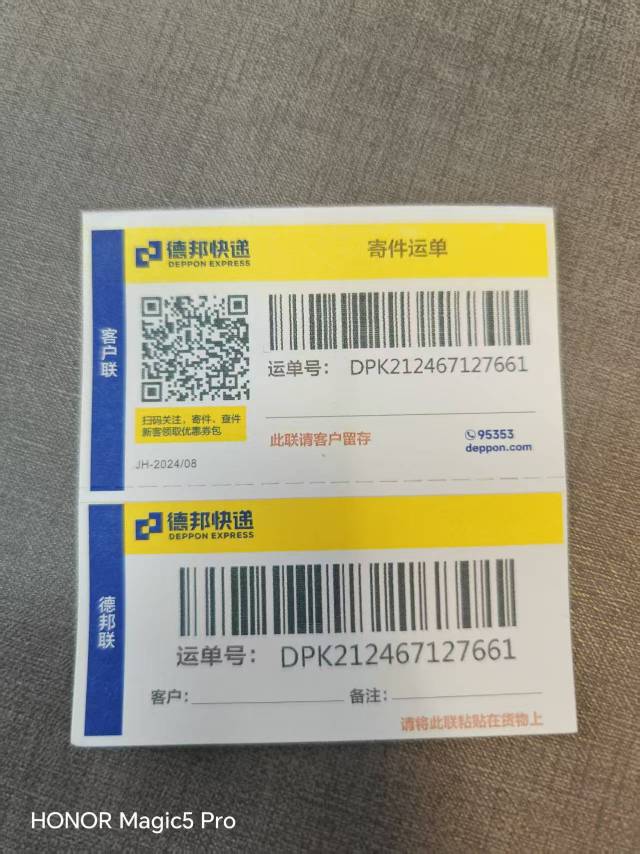 德邦快递
DEPPON EXPRESS
寄件运单
客户联
运单号： DPK212467127661
扫码关注，寄件、查件
新客领取优惠券包
此联请客户留存
95353
deppon.com
JH-2024/08
德邦快递
DEPPON EXPRESS
德邦联
运单号： DPK212467127661
客户： 备注：
请将此联粘贴在货物上
HONOR Magic5 Pro